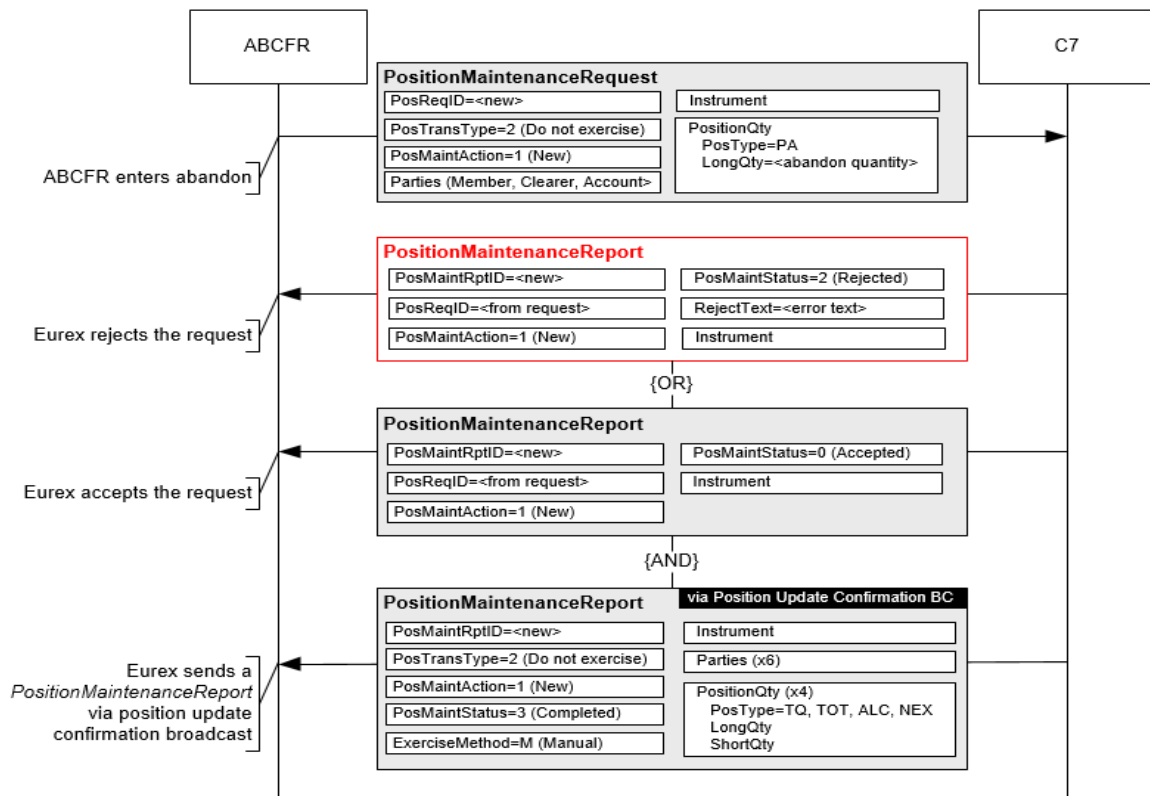 ABCFR
C7
PositionMaintenanceRequest
PosReqID=<new>
Instrument
PosTransType=2 (Do not exercise)
PositionQty
PosType=PA
LongQty=<abandon quantity>
PosMaintAction=1 (New)
Parties (Member, Clearer, Account>
ABCFR enters abandon
PositionMaintenanceReport
PosMaintRptID=<new>
PosMaintStatus=2 (Rejected)
PosReqID=<from request>
RejectText=<error text>
PosMaintAction=1 (New)
Instrument
Eurex rejects the request
{OR}
PositionMaintenanceReport
PosMaintRptID=<new>
PosMaintStatus=0 (Accepted)
PosReqID=<from request>
Instrument
PosMaintAction=1 (New)
Eurex accepts the request
{AND}
PositionMaintenanceReport
via Position Update Confirmation BC
PosMaintRptID=<new>
Instrument
PosTransType=2 (Do not exercise)
Parties (x6)
PosMaintAction=1 (New)
PositionQty (x4)
PosType=TQ, TOT, ALC, NEX
LongQty
ShortQty
PosMaintStatus=3 (Completed)
ExerciseMethod=M (Manual)
Eurex sends a
PositionMaintenanceReport
via position update
confirmation broadcast